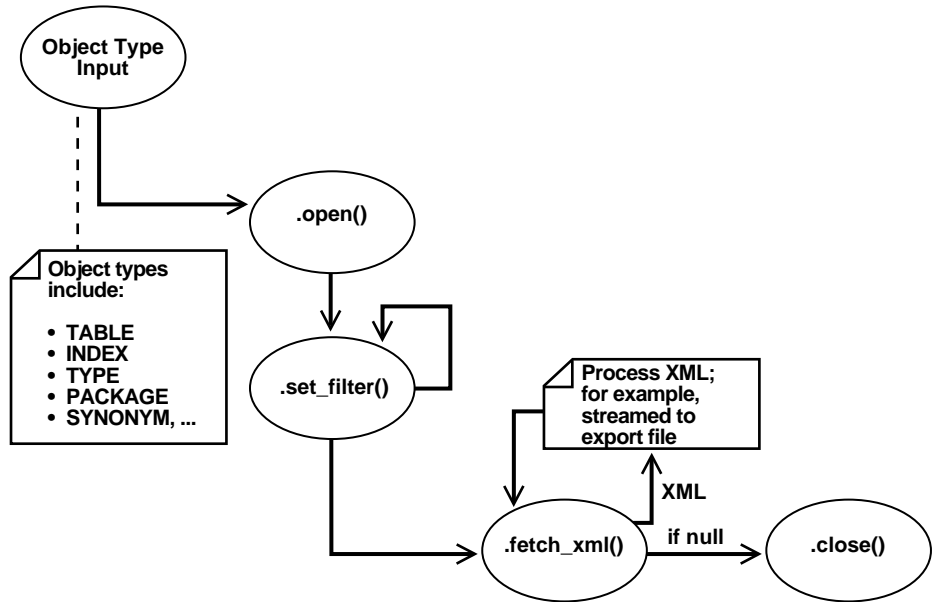 Object Type
Input
.open()
Object types
include:
• TABLE
• INDEX
• TYPE
• PACKAGE
• SYNONYM, ...
.set_filter()
Process XML;
for example,
streamed to
export file
XML
.fetch_xml()
if null
.close()